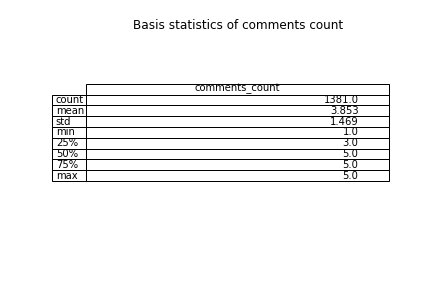 Basis statistics of comments count
comments_count
count 1381.0
mean 3.853
std 1.469
min 1.0
25% 3.0
50% 5.0
75% 5.0
max 5.0